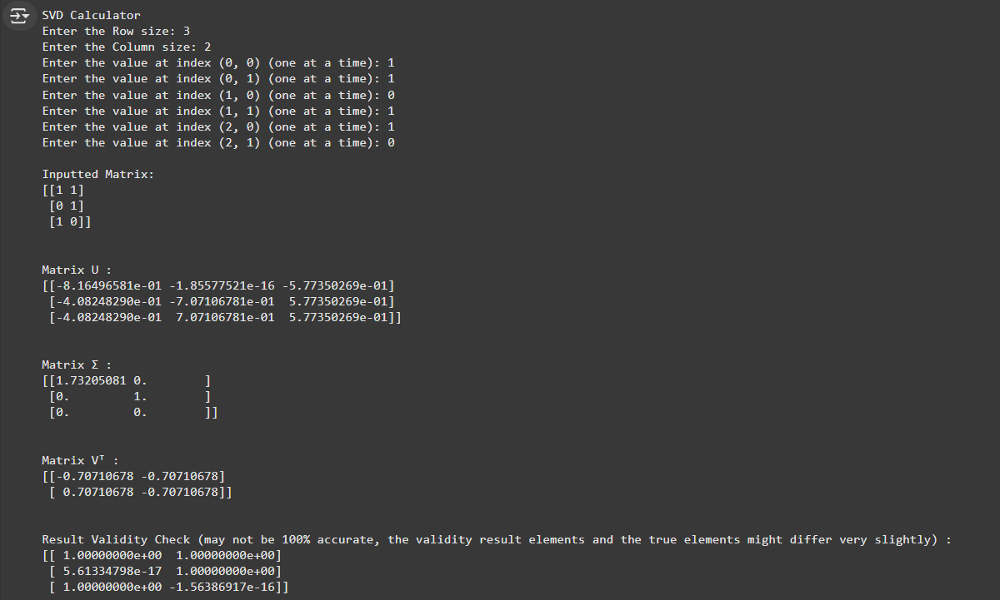 SVD Calculator
Enter the Row size: 3
Enter the Column size: 2
Enter the value at index (0, 0) (one at a time): 1
Enter the value at index (0, 1) (one at a time): 1
Enter the value at index (1, 0) (one at a time): 0
Enter the value at index (1, 1) (one at a time): 1
Enter the value at index (2, 0) (one at a time): 1
Enter the value at index (2, 1) (one at a time): 0
Inputted Matrix:
[[1 1]
 [0 1]
 [1 0]]
Matrix U :
[[-8.16496581e-01 -1.85577521e-16 -5.77350269e-01]
 [-4.08248290e-01 -7.07106781e-01  5.77350269e-01]
 [-4.08248290e-01  7.07106781e-01  5.77350269e-01]]
Matrix Σ :
[[1.73205081 0.        ]
 [0.         1.        ]
 [0.         0.        ]]
Matrix Vᵀ :
[[-0.70710678 -0.70710678]
 [ 0.70710678 -0.70710678]]
Result Validity Check (may not be 100% accurate, the validity result elements and the true elements might differ very slightly) :
[[ 1.00000000e+00  1.00000000e+00]
 [ 5.61334798e-17  1.00000000e+00]
 [ 1.00000000e+00 -1.56386917e-16]]